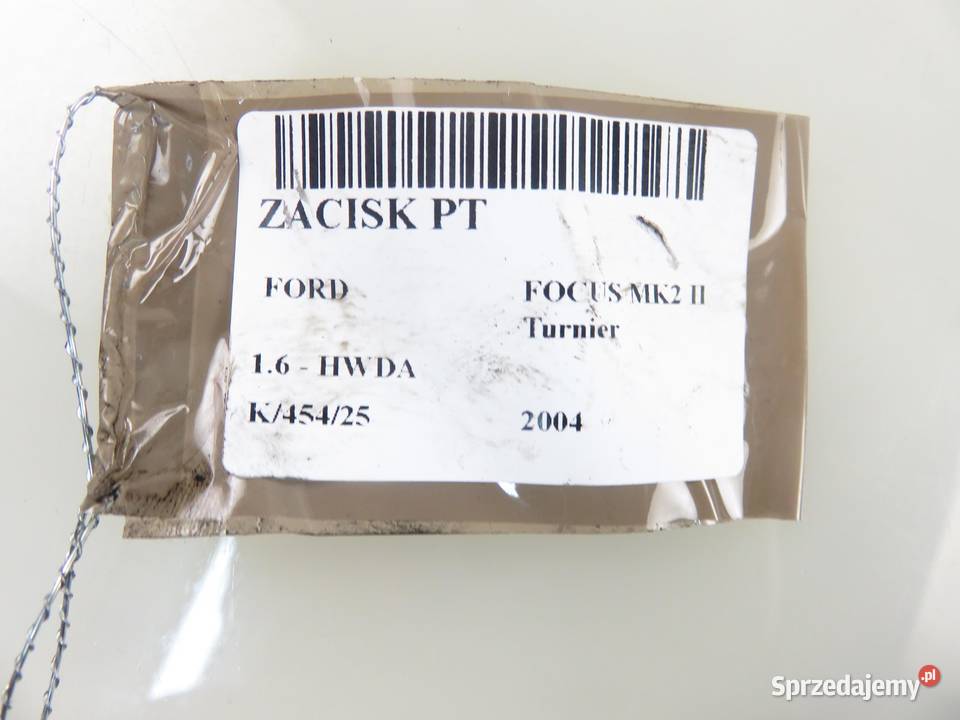 ZACISK PT
FORD
FOCUS MK2 II
Turnier
1.6 - HWDA
K/454/25
2004
Sprzedajemy.pl